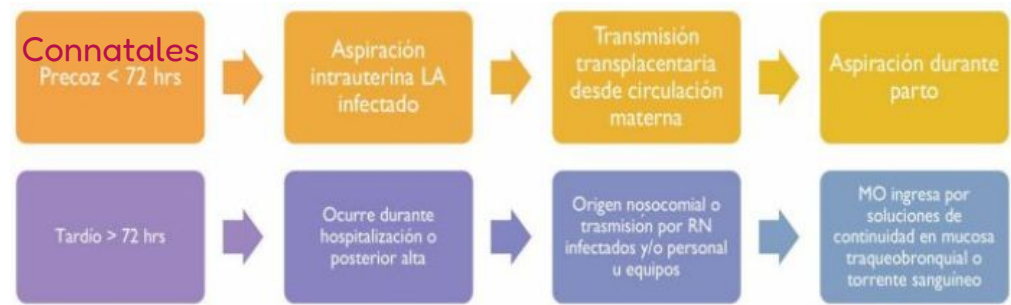 Connatales
Precoz < 72 hrs
Aspiración
intrauterina LA
infectado
Transmisión
transplacentaria
desde circulación
materna
Aspiración durante
parto
Tardío > 72 hrs
Ocurre durante
hospitalización o
posterior alta
Origen nosocomial o
trasmisión por RN
infectados y/o personal
u equipos
MO ingresa por
soluciones de
continuidad en mucosa
traqueobronquial o
torrente sanguíneo